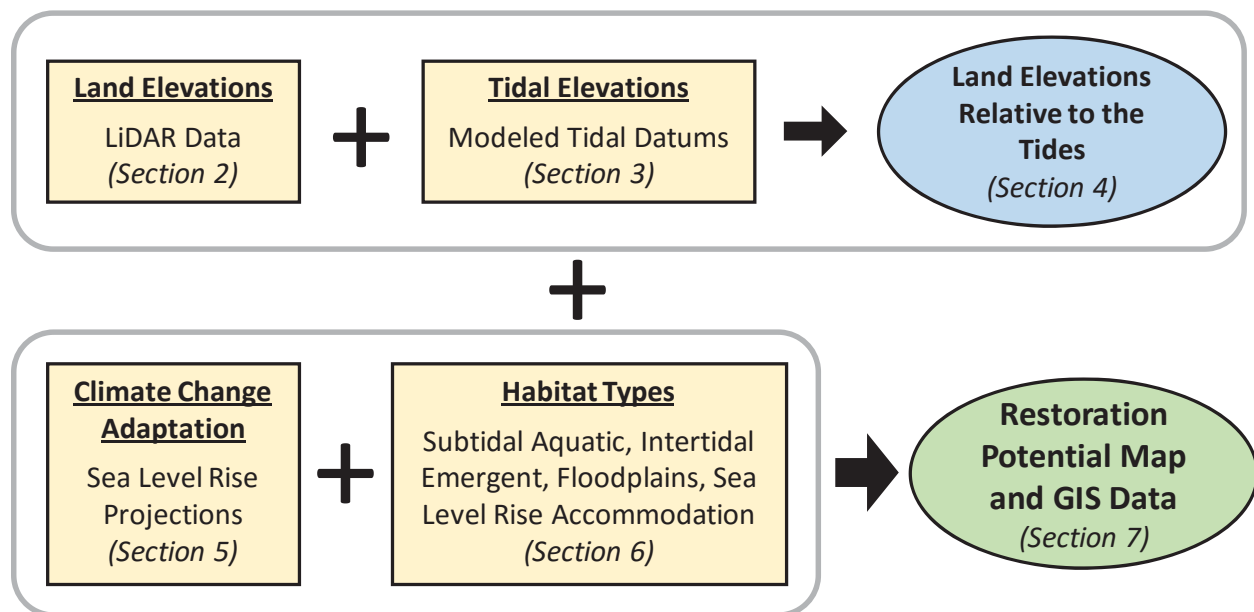 Land Elevations
LiDAR Data
(Section 2)
+
Tidal Elevations
Modeled Tidal Datums
(Section 3)
Land Elevations
Relative to the
Tides
(Section 4)
+
Climate Change
Adaptation
Sea Level Rise
Projections
(Section 5)
+
Habitat Types
Subtidal Aquatic, Intertidal
Emergent, Floodplains, Sea
Level Rise Accommodation
(Section 6)
Restoration
Potential Map
and GIS Data
(Section 7)